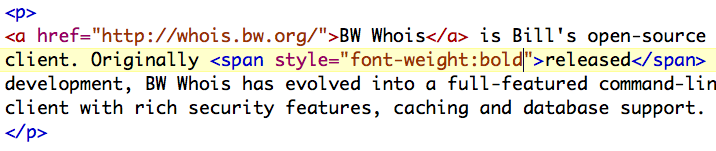 <p>
<a href="http://whois.bw.org/">BW Whois</a> is Bill's open-source
client. Originally <span style="font-weight:bold">released</span>
development, BW Whois has evolved into a full-featured command-lin
client with rich security features, caching and database support.
</p>